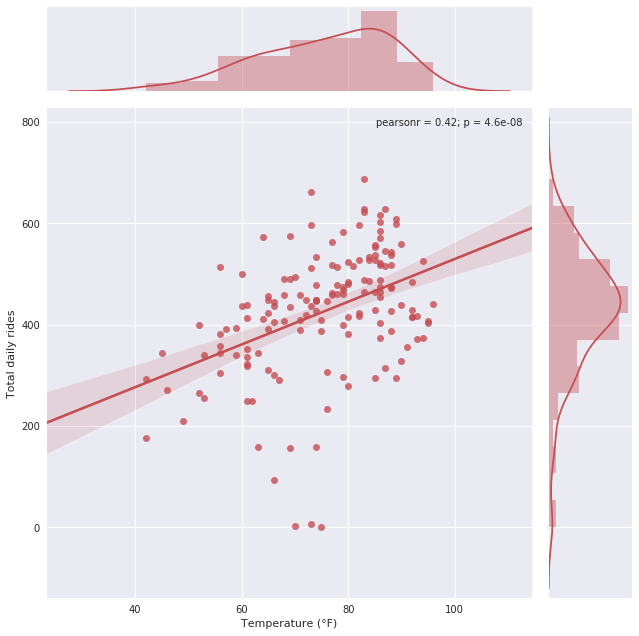 pearsonr = 0.42; p = 4.6e-08
Total daily rides
800
600
400
200
0
40 60 80 100
Temperature (°F)